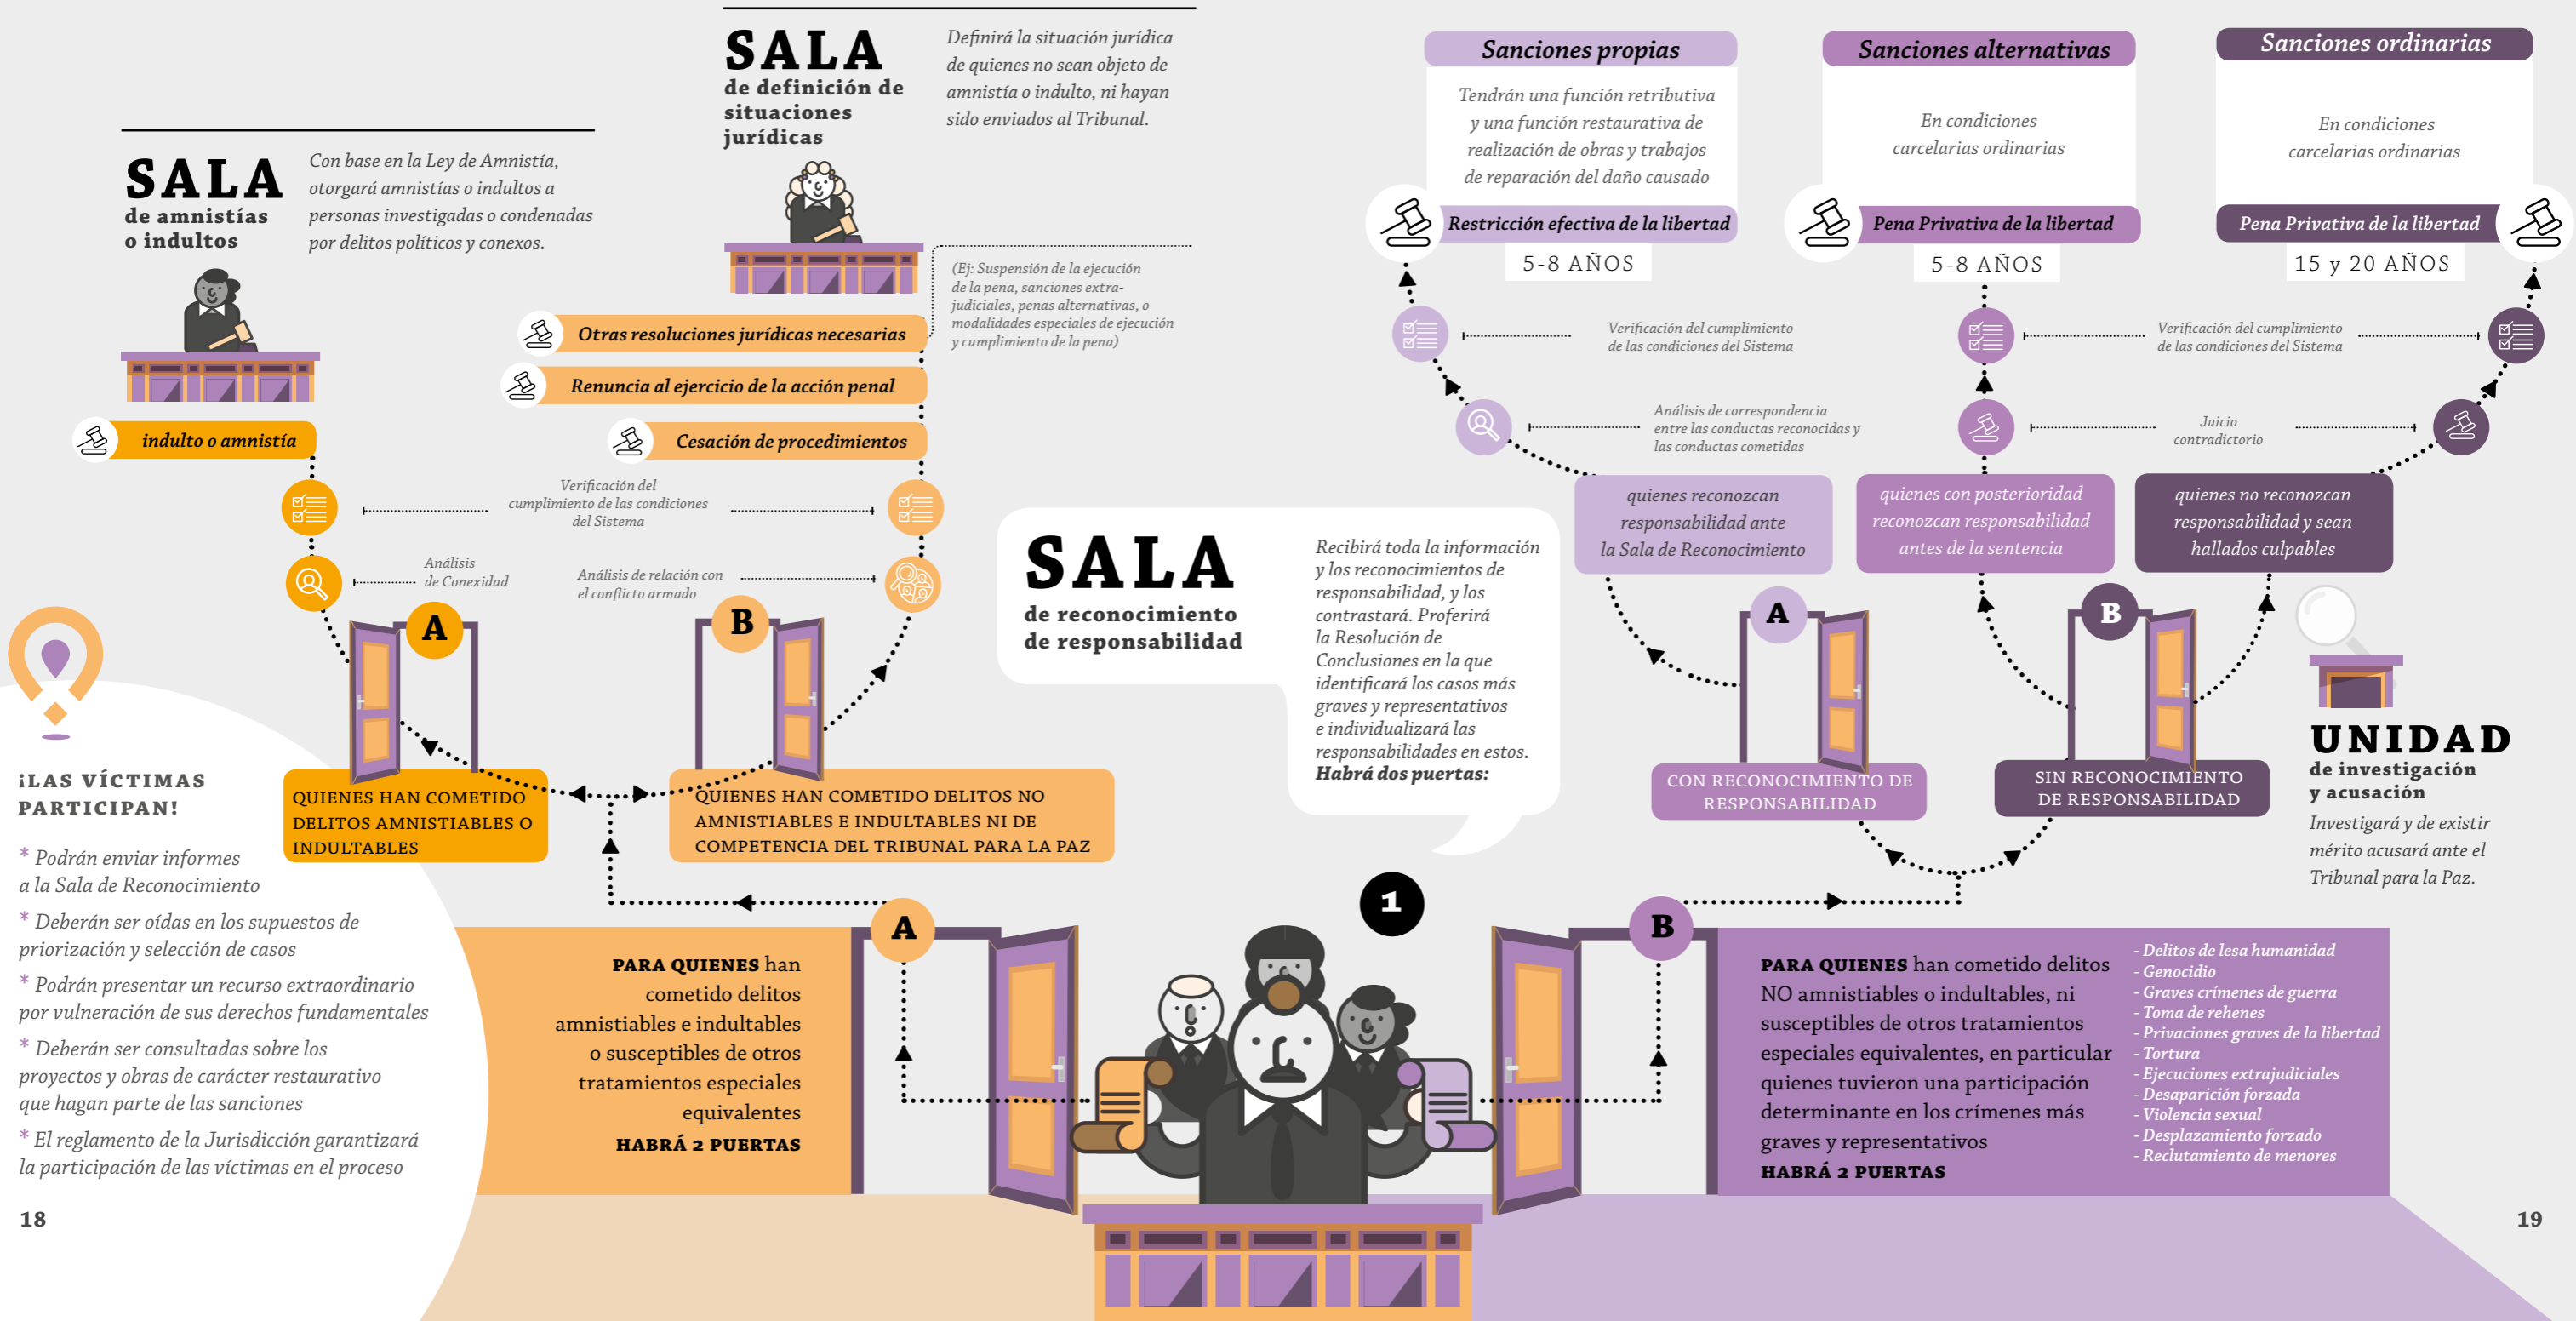 SALA
de amnistías
o indultos
Con base en la Ley de Amnistía,
otorgará amnistías o indultos a
personas investigadas o condenadas
por delitos políticos y conexos.
indulto o amnistía
SALA
de definición de
situaciones
jurídicas
Definirá la situación jurídica
de quienes no sean objeto de
amnistía o indulto, ni hayan
sido enviados al Tribunal.
(Ej: Suspensión de la ejecución
de la pena, sanciones extra-
judiciales, penas alternativas, o
modalidades especiales de ejecución
y cumplimiento de la pena)
Otras resoluciones jurídicas necesarias
Renuncia al ejercicio de la acción penal
Cesación de procedimientos
Verificación del
cumplimiento de las condiciones
del Sistema
Análisis
de Conexidad
Análisis de relación con
el conflicto armado
A
B
QUIENES HAN COMETIDO
DELITOS AMNISTIABLES O
INDULTABLES
QUIENES HAN COMETIDO DELITOS NO
AMNISTIABLES E INDULTABLES NI DE
COMPETENCIA DEL TRIBUNAL PARA LA PAZ
¡LAS VÍCTIMAS
PARTICIPAN!
* Podrán enviar informes
a la Sala de Reconocimiento
* Deberán ser oídas en los supuestos de
priorización y selección de casos
* Podrán presentar un recurso extraordinario
por vulneración de sus derechos fundamentales
* Deberán ser consultadas sobre los
proyectos y obras de carácter restaurativo
que hagan parte de las sanciones
* El reglamento de la Jurisdicción garantizará
la participación de las víctimas en el proceso
18
A
PARA QUIENES han
cometido delitos
amnistiables e indultables
o susceptibles de otros
tratamientos especiales
equivalentes
HABRÁ 2 PUERTAS
SALA
de reconocimiento
de responsabilidad
Recibirá toda la información
y los reconocimientos de
responsabilidad, y los
contrastará. Proferirá
la Resolución de
Conclusiones en la que
identificará los casos más
graves y representativos
e individualizará las
responsabilidades en estos.
Habrá dos puertas:
1
Sanciones propias
Tendrán una función retributiva
y una función restaurativa de
realización de obras y trabajos
de reparación del daño causado
Restricción efectiva de la libertad
5-8 AÑOS
Sanciones alternativas
En condiciones
carcelarias ordinarias
Pena Privativa de la libertad
5-8 AÑOS
Sanciones ordinarias
En condiciones
carcelarias ordinarias
Pena Privativa de la libertad
15 y 20 AÑOS
Verificación del cumplimiento
de las condiciones del Sistema
Verificación del cumplimiento
de las condiciones del Sistema
Análisis de correspondencia
entre las conductas reconocidas y
las conductas cometidas
Juicio
contradictorio
quienes reconozcan
responsabilidad ante
la Sala de Reconocimiento
quienes con posterioridad
reconozcan responsabilidad
antes de la sentencia
quienes no reconozcan
responsabilidad y sean
hallados culpables
A
B
CON RECONOCIMIENTO DE
RESPONSABILIDAD
SIN RECONOCIMIENTO
DE RESPONSABILIDAD
UNIDAD
de investigación
y acusación
Investigará y de existir
mérito acusará ante el
Tribunal para la Paz.
B
PARA QUIENES han cometido delitos
NO amnistiables o indultables, ni
susceptibles de otros tratamientos
especiales equivalentes, en particular
quienes tuvieron una participación
determinante en los crímenes más
graves y representativos
HABRÁ 2 PUERTAS
- Delitos de lesa humanidad
- Genocidio
- Graves crímenes de guerra
- Toma de rehenes
- Privaciones graves de la libertad
- Tortura
- Ejecuciones extrajudiciales
- Desaparición forzada
- Violencia sexual
- Desplazamiento forzado
- Reclutamiento de menores
19